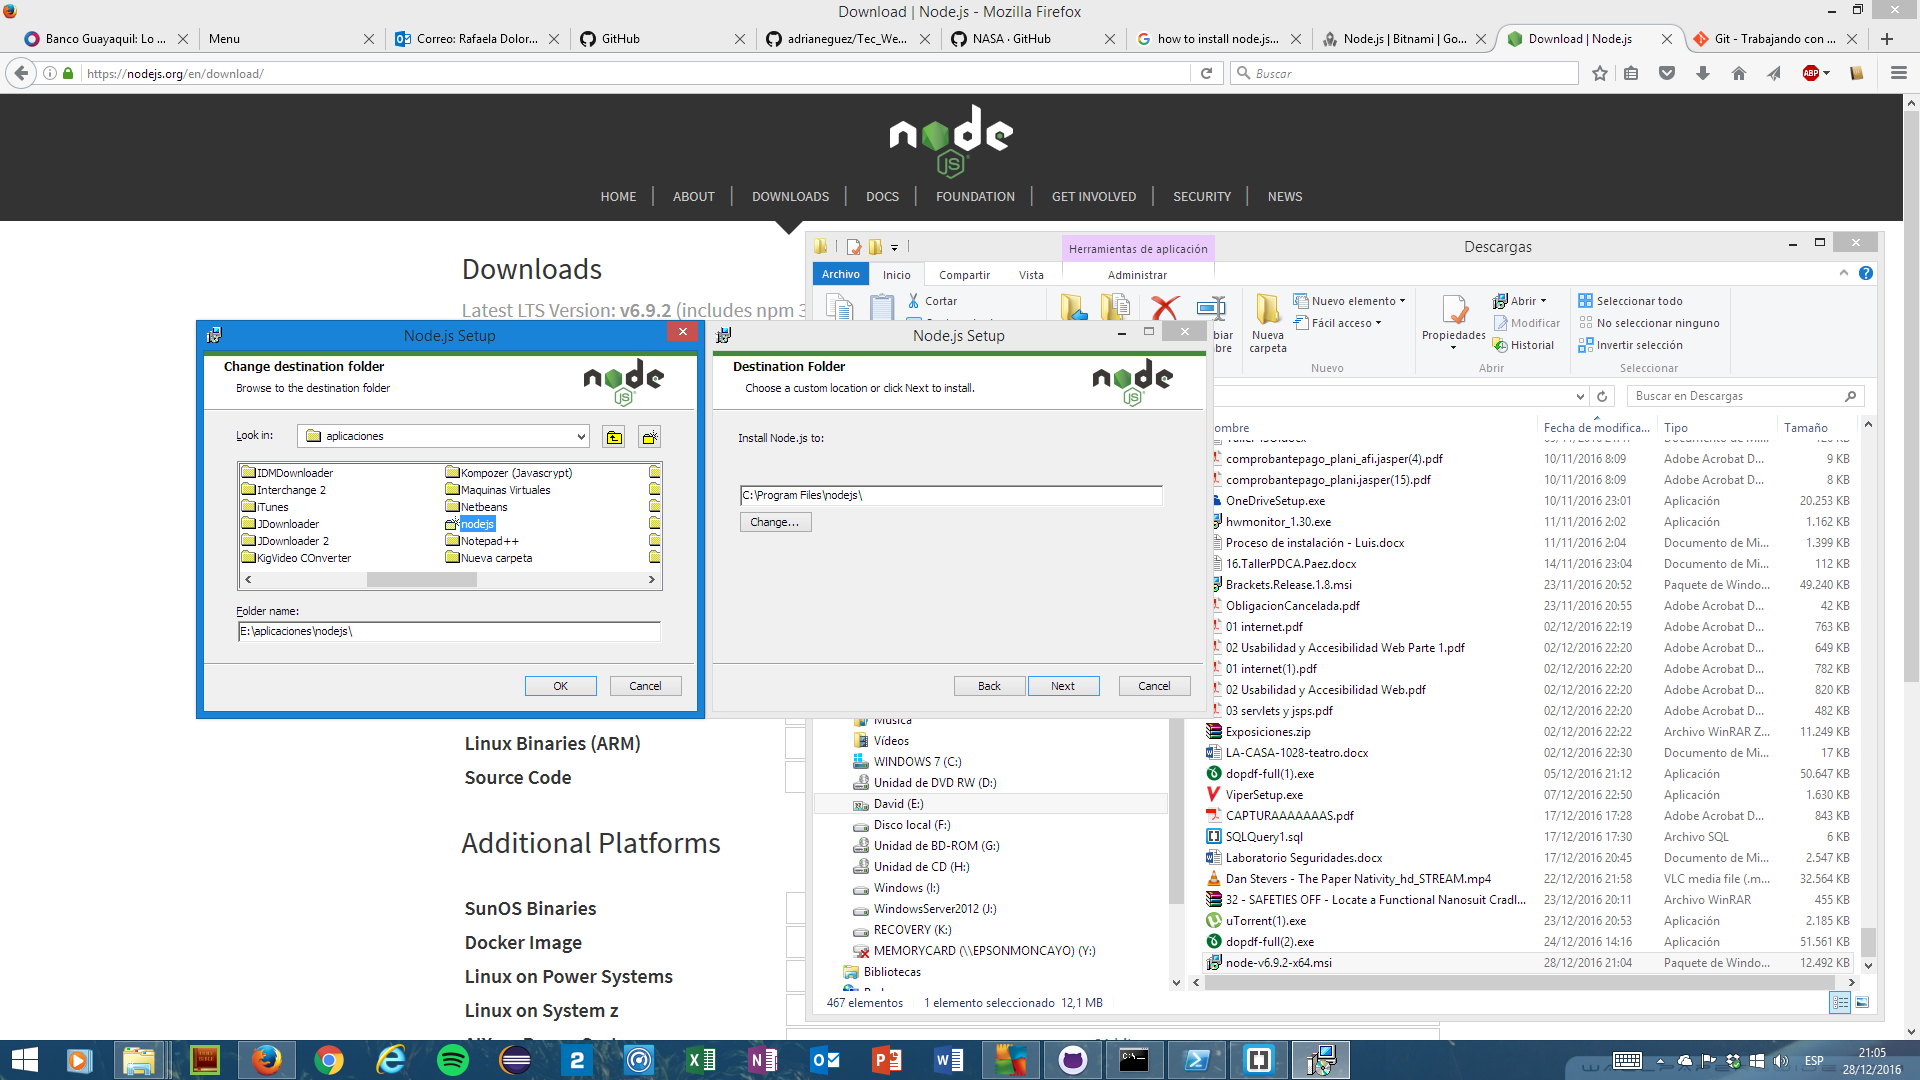 Download | Node.js - Mozilla Firefox
Banco Guayaquil: Lo ...
Menu
Correo: Rafaela Dolor...
GitHub
adrianeguez/Tec_We...
NASA · GitHub
how to install node.js...
Node.js | Bitnami | Go...
Download | Node.js
Git - Trabajando con ...
https://nodejs.org/en/download/
Buscar
ABP
node
JS
HOME
ABOUT
DOWNLOADS
DOCS
FOUNDATION
GET INVOLVED
SECURITY
NEWS
Downloads
Latest LTS Version: v6.9.2 (includes npm 3
Linux Binaries (ARM)
Source Code
Additional Platforms
SunOS Binaries
Docker Image
Linux on Power Systems
Linux on System z
Node.js Setup
Change destination folder
Browse to the destination folder
node
JS
Look in:
aplicaciones
IDMDownloader
Interchange 2
iTunes
JDownloader
JDownloader 2
KigVideo COnverter
Kompozer (Javascrypt)
Maquinas Virtuales
Netbeans
nodejs
Notepad++
Nueva carpeta
Folder name:
E:\aplicaciones\nodejs\
OK
Cancel
Node.js Setup
Destination Folder
Choose a custom location or click Next to install.
node
JS
Install Node.js to:
C:\Program Files\nodejs\
Change...
Back
Next
Cancel
Herramientas de aplicación
Descargas
Archivo
Inicio
Compartir
Vista
Administrar
Cortar
biar
bre
Nueva
carpeta
Nuevo elemento
Fácil acceso
Nuevo
Propiedades
Abrir
Modificar
Historial
Abrir
Seleccionar todo
No seleccionar ninguno
Invertir selección
Seleccionar
Buscar en Descargas
ombre
Fecha de modifica...
Tipo
Tamaño
comprobantepago_plani_afi.jasper(4).pdf 10/11/2016 8:09 Adobe Acrobat D... 9 KB
comprobantepago_plani.jasper(15).pdf 10/11/2016 8:09 Adobe Acrobat D... 8 KB
OneDriveSetup.exe 10/11/2016 23:01 Aplicación 20.253 KB
hwmonitor_1.30.exe 11/11/2016 2:02 Aplicación 1.162 KB
Proceso de instalación - Luis.docx 11/11/2016 2:04 Documento de Mi... 1.399 KB
16.TallerPDCA.Paez.docx 14/11/2016 23:04 Documento de Mi... 112 KB
Brackets.Release.1.8.msi 23/11/2016 20:52 Paquete de Windo... 49.240 KB
ObligacionCancelada.pdf 23/11/2016 20:55 Adobe Acrobat D... 42 KB
01 internet.pdf 02/12/2016 22:19 Adobe Acrobat D... 763 KB
02 Usabilidad y Accesibilidad Web Parte 1.pdf 02/12/2016 22:20 Adobe Acrobat D... 649 KB
01 internet(1).pdf 02/12/2016 22:20 Adobe Acrobat D... 782 KB
02 Usabilidad y Accesibilidad Web.pdf 02/12/2016 22:20 Adobe Acrobat D... 820 KB
03 servlets y jsps.pdf 02/12/2016 22:20 Adobe Acrobat D... 482 KB
Exposiciones.zip 02/12/2016 22:22 Archivo WinRAR Z... 11.249 KB
LA-CASA-1028-teatro.docx 02/12/2016 22:30 Documento de Mi... 17 KB
dopdf-full(1).exe 05/12/2016 21:12 Aplicación 50.647 KB
ViperSetup.exe 07/12/2016 22:50 Aplicación 1.630 KB
CAPTURAAAAAAAS.pdf 17/12/2016 17:28 Adobe Acrobat D... 843 KB
SQLQuery1.sql 17/12/2016 17:30 Archivo SQL 6 KB
Laboratorio Seguridades.docx 17/12/2016 20:45 Documento de Mi... 2.547 KB
Dan Stevers - The Paper Nativity_hd_STREAM.mp4 22/12/2016 21:58 VLC media file (.m... 32.564 KB
32 - SAFETIES OFF - Locate a Functional Nanosuit Cradl... 23/12/2016 20:11 Archivo WinRAR 455 KB
uTorrent(1).exe 23/12/2016 20:53 Aplicación 2.185 KB
dopdf-full(2).exe 24/12/2016 14:16 Aplicación 51.561 KB
node-v6.9.2-x64.msi 28/12/2016 21:04 Paquete de Windo... 12.492 KB
Música
Vídeos
WINDOWS 7 (C:)
Unidad de DVD RW (D:)
David (E:)
Disco local (F:)
Unidad de BD-ROM (G:)
Unidad de CD (H:)
Windows (I:)
WindowsServer2012 (J:)
RECOVERY (K:)
MEMORYCARD (\\EPSONMONCAYO) (Y:)
Bibliotecas
467 elementos
1 elemento seleccionado 12,1 MB
ESP
21:05
28/12/2016